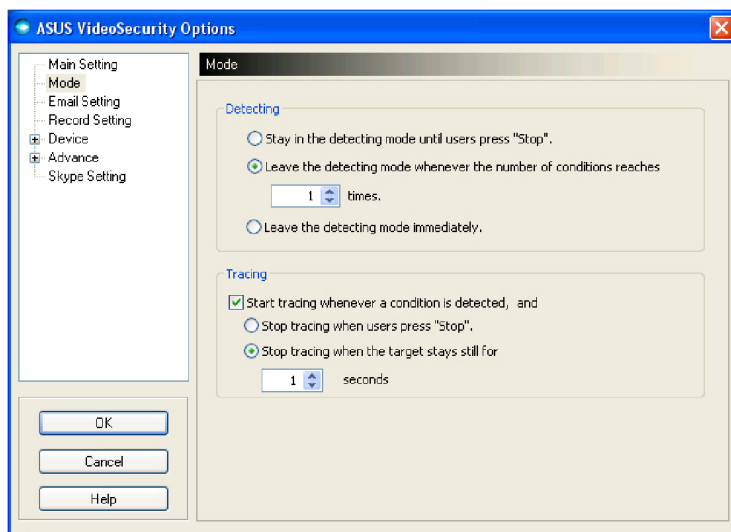 ASUS VideoSecurity Options
Main Setting
Mode
Email Setting
Record Setting
Device
Advance
Skype Setting
OK
Cancel
Help
Mode
Detecting
Stay in the detecting mode until users press "Stop".
Leave the detecting mode whenever the number of conditions reaches
1 times.
Leave the detecting mode immediately.
Tracing
Start tracing whenever a condition is detected, and
Stop tracing when users press "Stop".
Stop tracing when the target stays still for
1 seconds